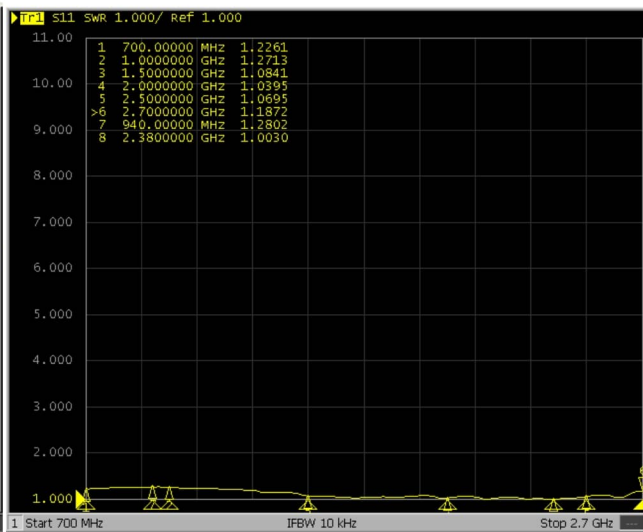 Tr1 S11 SWR 1.000/ Ref 1.000
11.00
1 700.00000 MHz 1.2261
2 1.0000000 GHz 1.2713
3 1.5000000 GHz 1.0841
10.00
4 2.0000000 GHz 1.0395
5 2.5000000 GHz 1.0695
>6 2.7000000 GHz 1.1872
9.000
7 940.00000 MHz 1.2802
8 2.3800000 GHz 1.0030
8.000
7.000
6.000
5.000
4.000
3.000
2.000
1.000
1 Start 700 MHz IFBW 10 kHz Stop 2.7 GHz